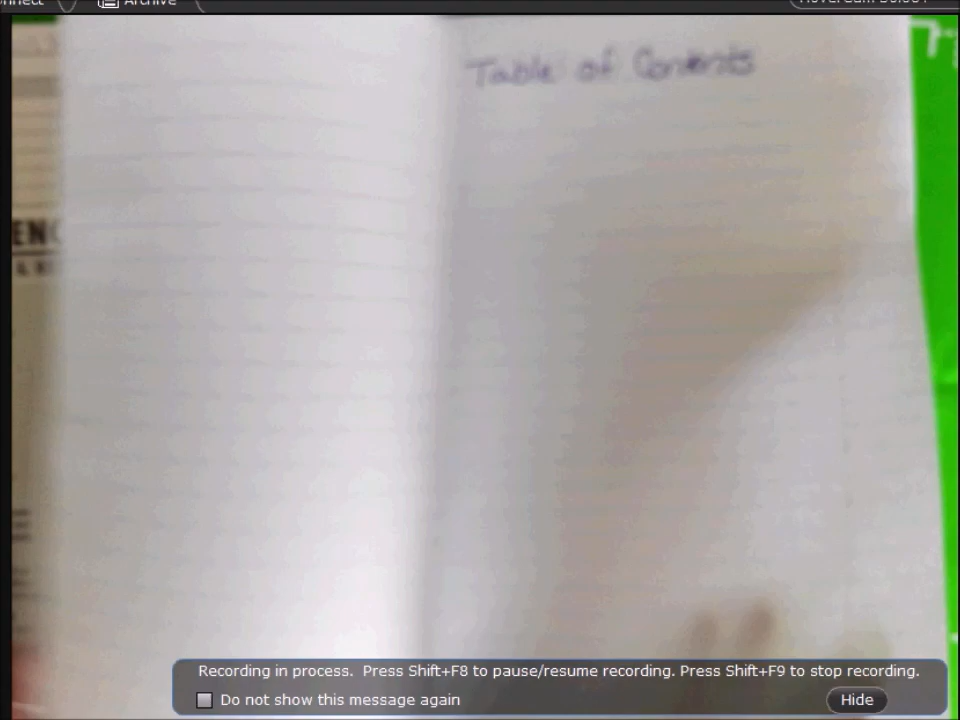 Archive
Table of Contents
EN
Recording in process. Press Shift+F8 to pause/resume recording. Press Shift+F9 to stop recording.
Do not show this message again
Hide